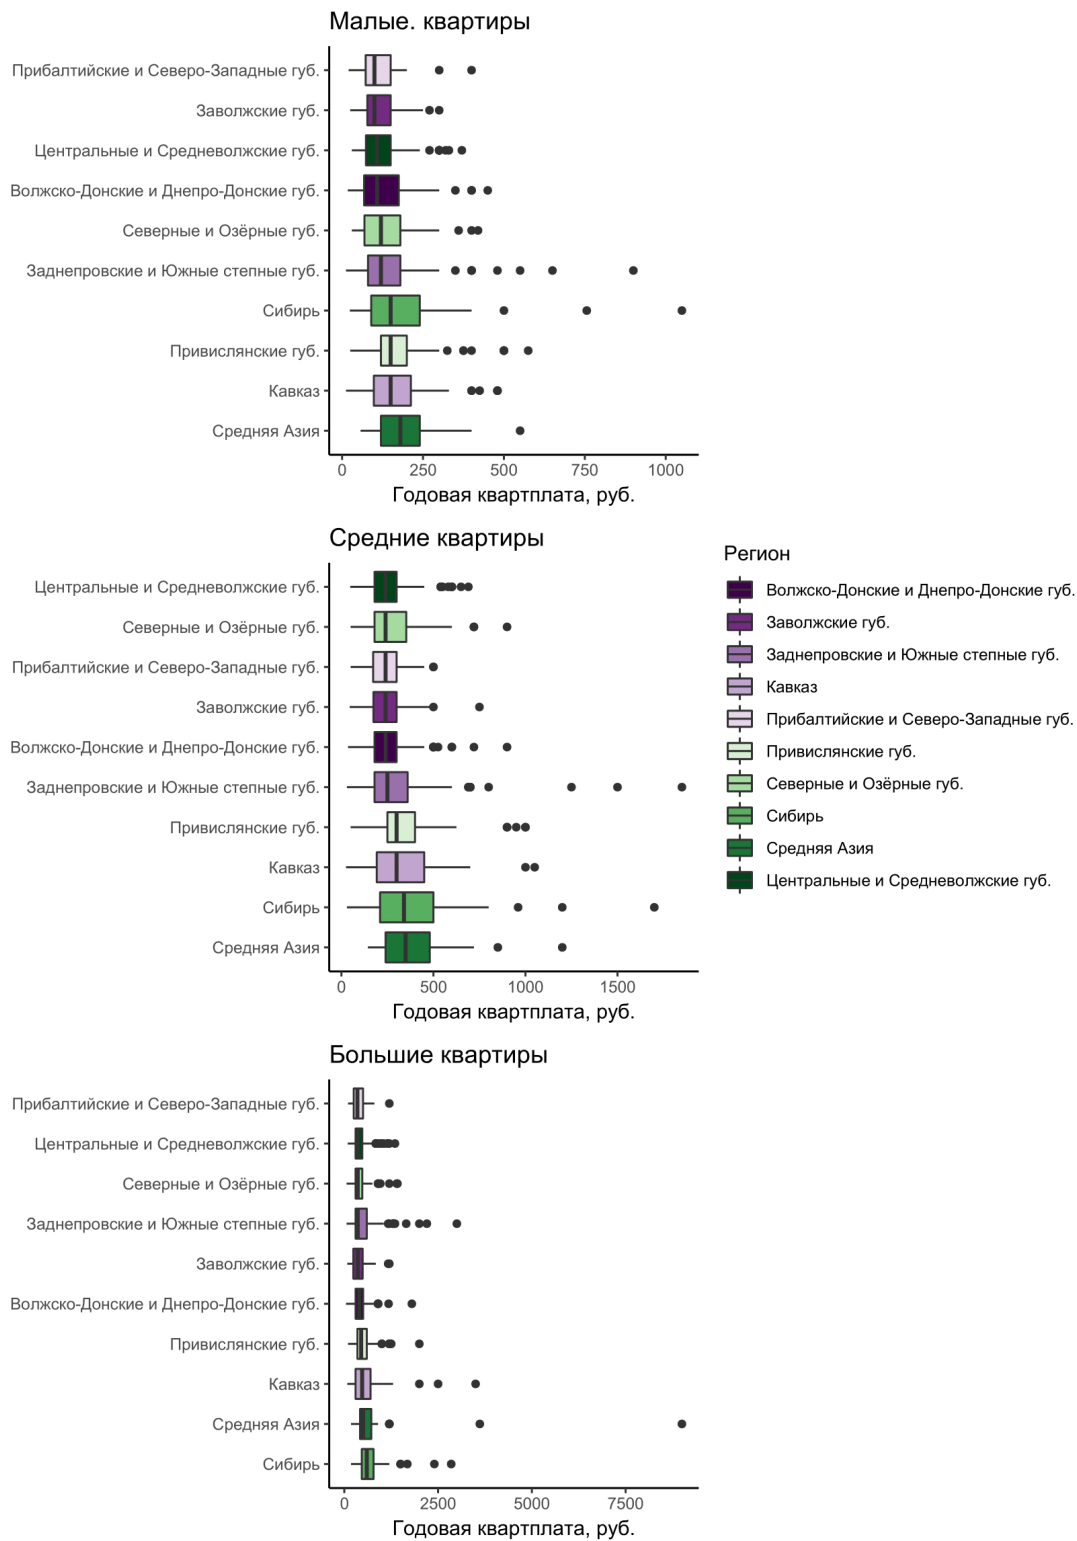 Малые. квартиры
Прибалтийские и Северо-Западные губ.
Заволжские губ.
Центральные и Средневолжские губ.
Волжско-Донские и Днепро-Донские губ.
Северные и Озёрные губ.
Заднепровские и Южные степные губ.
Сибирь
Привислянские губ.
Кавказ
Средняя Азия
0 250 500 750 1000
Годовая квартплата, руб.
Средние квартиры
Центральные и Средневолжские губ.
Северные и Озёрные губ.
Прибалтийские и Северо-Западные губ.
Заволжские губ.
Волжско-Донские и Днепро-Донские губ.
Заднепровские и Южные степные губ.
Привислянские губ.
Кавказ
Сибирь
Средняя Азия
0 500 1000 1500
Годовая квартплата, руб.
Регион
Волжско-Донские и Днепро-Донские губ.
Заволжские губ.
Заднепровские и Южные степные губ.
Кавказ
Прибалтийские и Северо-Западные губ.
Привислянские губ.
Северные и Озёрные губ.
Сибирь
Средняя Азия
Центральные и Средневолжские губ.
Большие квартиры
Прибалтийские и Северо-Западные губ.
Центральные и Средневолжские губ.
Северные и Озёрные губ.
Заднепровские и Южные степные губ.
Заволжские губ.
Волжско-Донские и Днепро-Донские губ.
Привислянские губ.
Кавказ
Средняя Азия
Сибирь
0 2500 5000 7500
Годовая квартплата, руб.